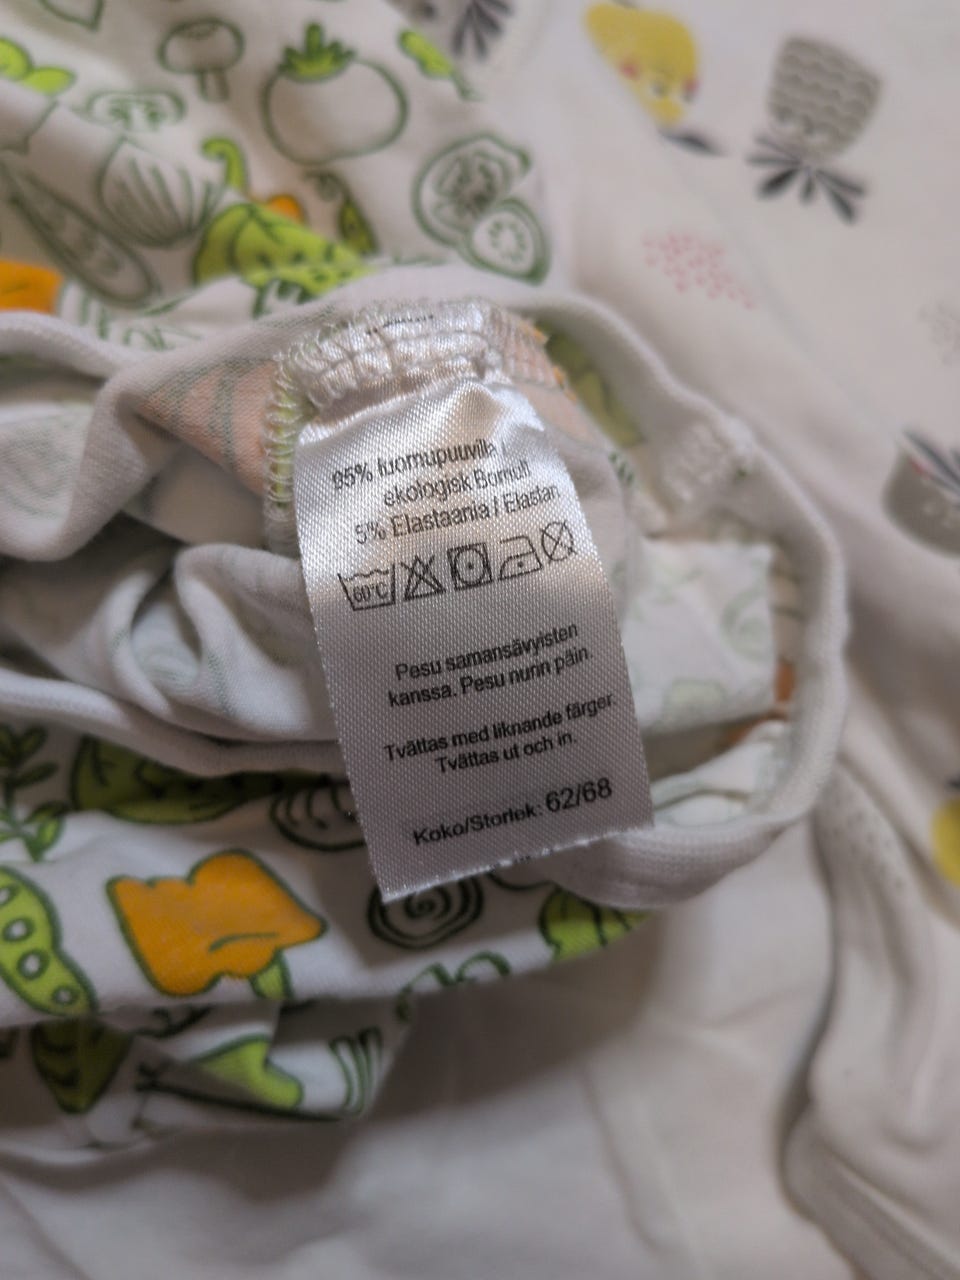 95% luomupuuvilla
ekologisk Bomull
5% Elastaania / Elastan
60°C
Pesu samansävyisten
kanssa. Pesu nurin päin.
Tvättas med liknande färger.
Tvättas ut och in.
Koko/Storlek: 62/68